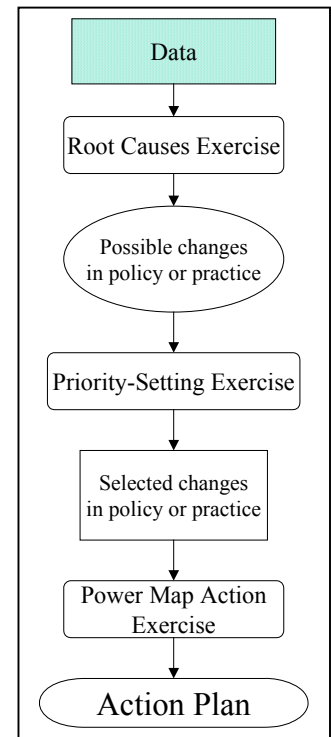 Data
Root Causes Exercise
Possible changes
in policy or practice
Priority-Setting Exercise
Selected changes
in policy or practice
Power Map Action
Exercise
Action Plan